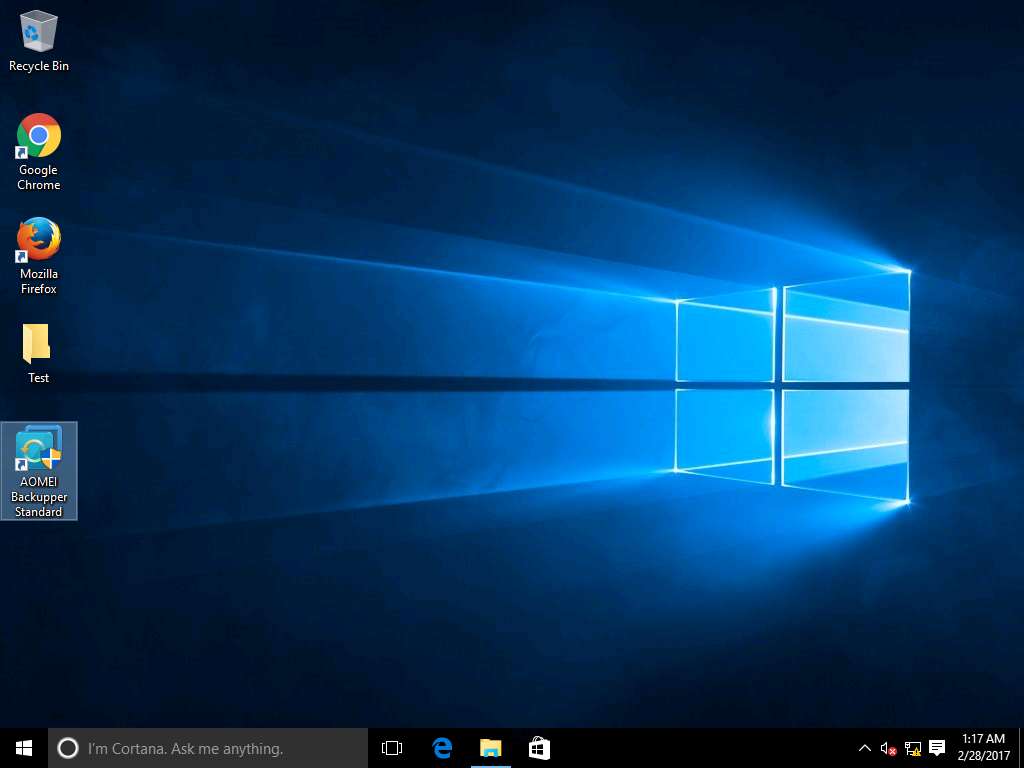 Recycle Bin
Google
Chrome
Mozilla
Firefox
Test
AOMEI
Backupper
Standard
I'm Cortana. Ask me anything.
1:17 AM
2/28/2017